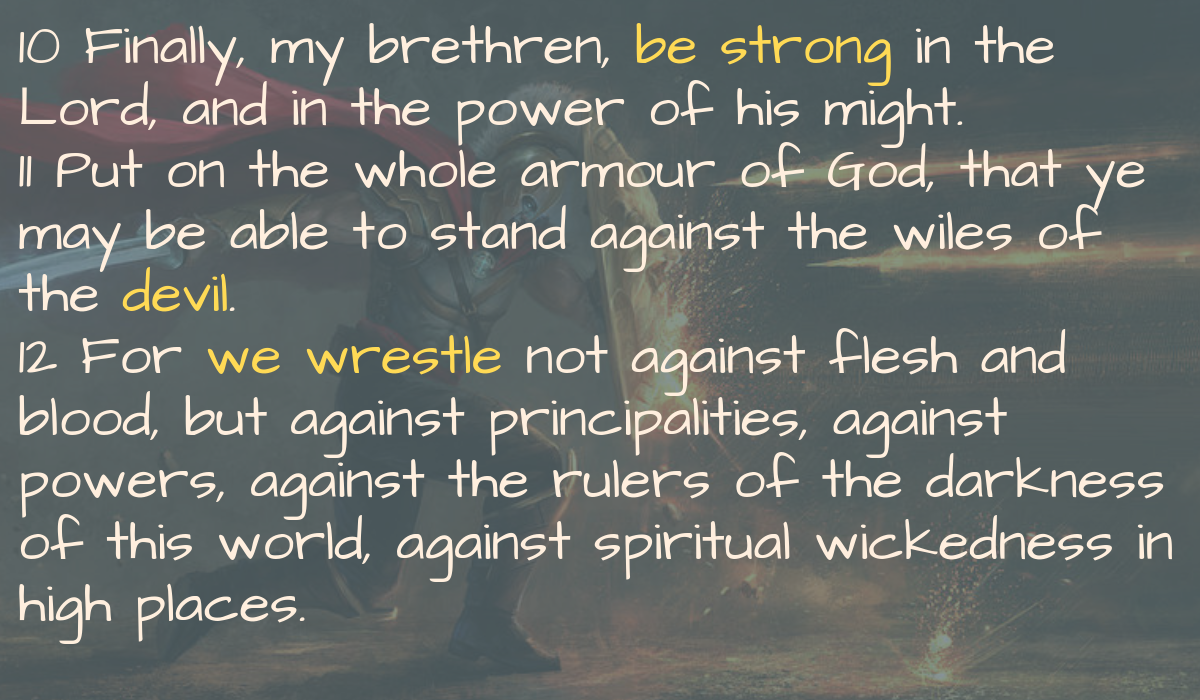 10 Finally, my brethren, be strong in the
Lord, and in the power of his might.
11 Put on the whole armour of God, that ye
may be able to stand against the wiles of
the devil.
12 For we wrestle not against flesh and
blood, but against principalities, against
powers, against the rulers of the darkness
of this world, against spiritual wickedness in
high places.